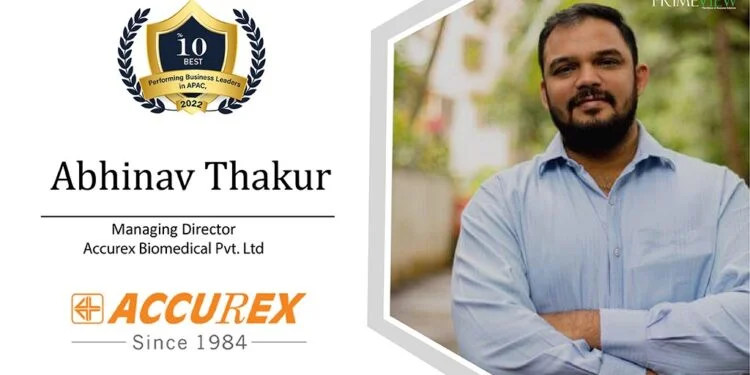 % 10
BEST
Performing Business Leaders
in APAC,
2022
PRIMEVIEW
Abhinav Thakur
Managing Director
Accurex Biomedical Pvt. Ltd
ACCUREX
Since 1984